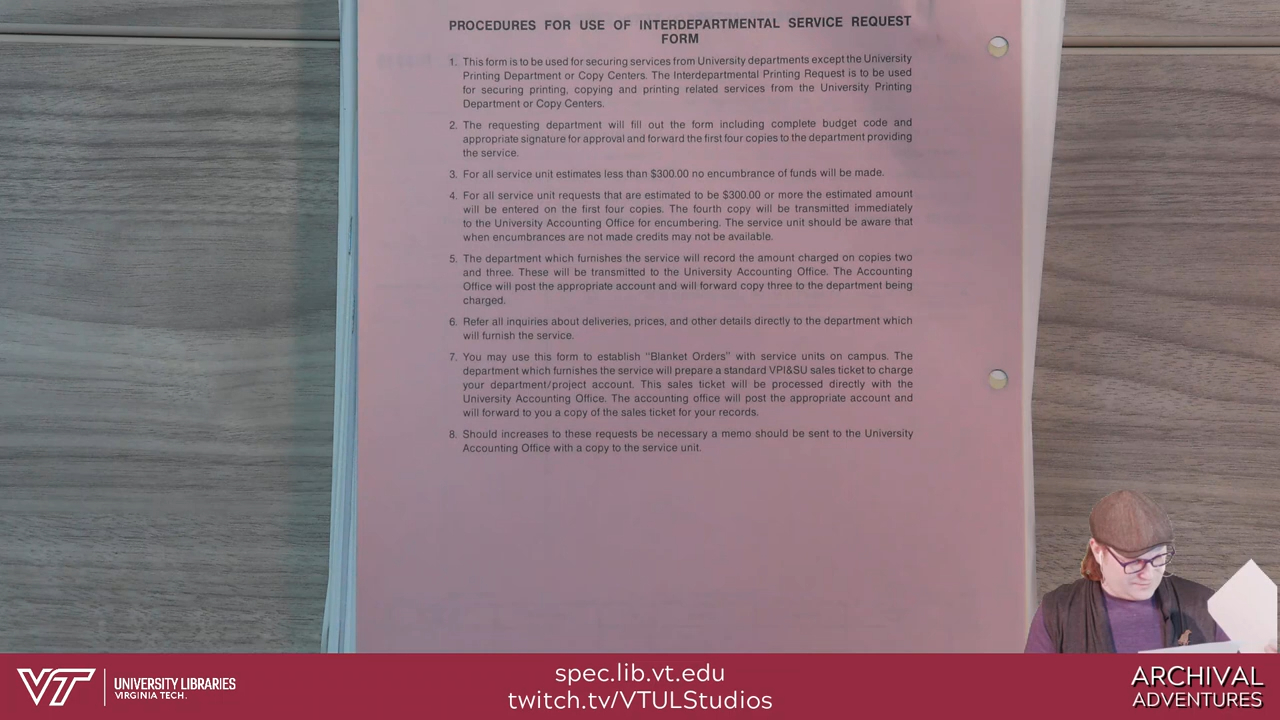 PROCEDURES FOR USE OF INTERDEPARTMENTAL SERVICE REQUEST
FORM
1. This form is to be used for securing services from University departments except the University
Printing Department or Copy Centers. The Interdepartmental Printing Request is to be used
for securing printing, copying and printing related services from the University Printing
Department or Copy Centers.
2. The requesting department will fill out the form including complete budget code and
appropriate signature for approval and forward the first four copies to the department providing
the service.
3. For all service unit estimates less than $300.00 no encumbrance of funds will be made.
4. For all service unit requests that are estimated to be $300.00 or more the estimated amount
will be entered on the first four copies. The fourth copy will be transmitted immediately
to the University Accounting Office for encumbering. The service unit should be aware that
when encumbrances are not made credits may not be available.
5. The department which furnishes the service will record the amount charged on copies two
and three. These will be transmitted to the University Accounting Office. The Accounting
Office will post the appropriate account and will forward copy three to the department being
charged.
6. Refer all inquiries about deliveries, prices, and other details directly to the department which
will furnish the service.
7. You may use this form to establish "Blanket Orders" with service units on campus. The
department which furnishes the service will prepare a standard VPI&SU sales ticket to charge
your department/project account. This sales ticket will be processed directly with the
University Accounting Office. The accounting office will post the appropriate account and
will forward to you a copy of the sales ticket for your records.
8. Should increases to these requests be necessary a memo should be sent to the University
Accounting Office with a copy to the service unit.
VT
UNIVERSITY LIBRARIES
VIRGINIA TECH.
spec.lib.vt.edu
twitch.tv/VTULStudios
ARCHIVAL
ADVENTURES